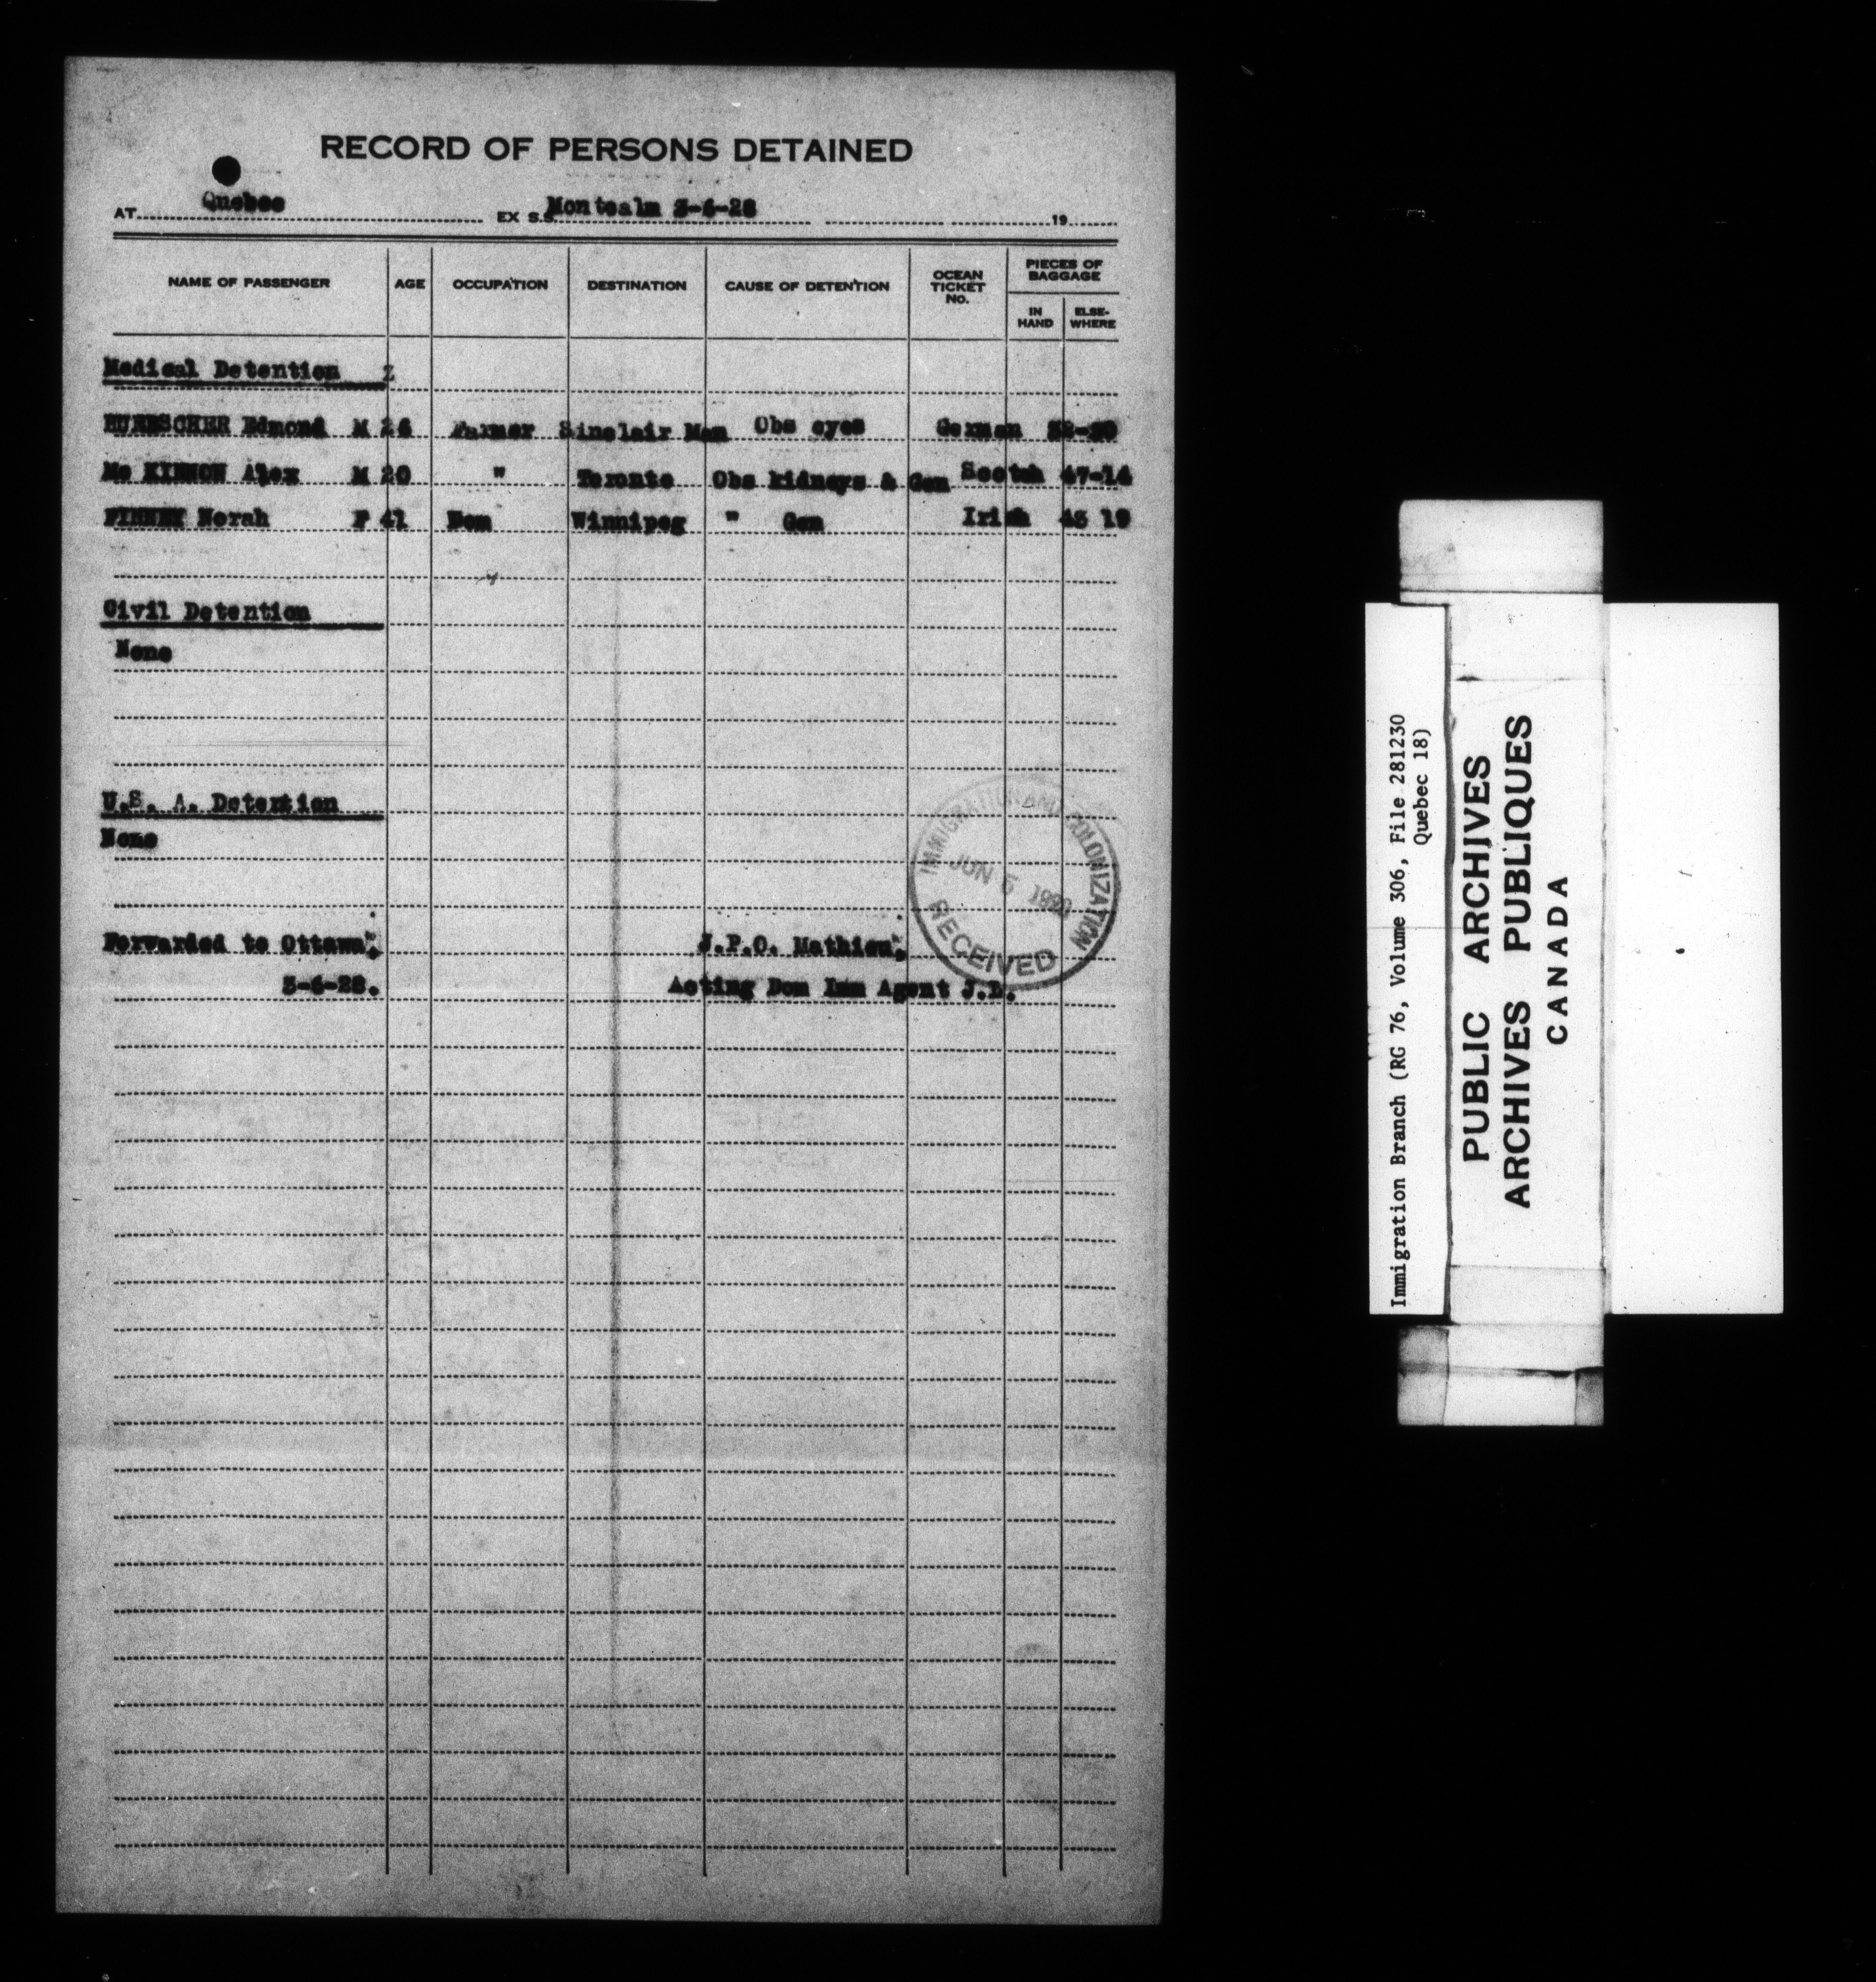 RECORD OF PERSONS DETAINED
AT Quebec EX S.S. Montcalm 3-6-28 19
NAME OF PASSENGER AGE OCCUPATION DESTINATION CAUSE OF DETENTION OCEAN TICKET No. PIECES OF BAGGAGE IN HAND ELSE-WHERE
Medical Detention
Edmond M 26 Farmer Sinclair Man Obs eyes German
Mc KINNON Alex M 20 " Toronto Obs kidneys & Gen Scotch 47-14
Norah F 41 Dom Winnipeg " Gen Irish 19
Civil Detention
None
U.S. A. Detention
None
IMMIGRATION AND COLONIZATION
JUN 5
RECEIVED
Forwarded to Ottawa J.P.O. Mathieu
3-6-28. Acting Dom Imm Agent J.L.
Immigration Branch (RG 76, Volume 306, File 281230
Quebec 18)
PUBLIC ARCHIVES
ARCHIVES PUBLIQUES
CANADA